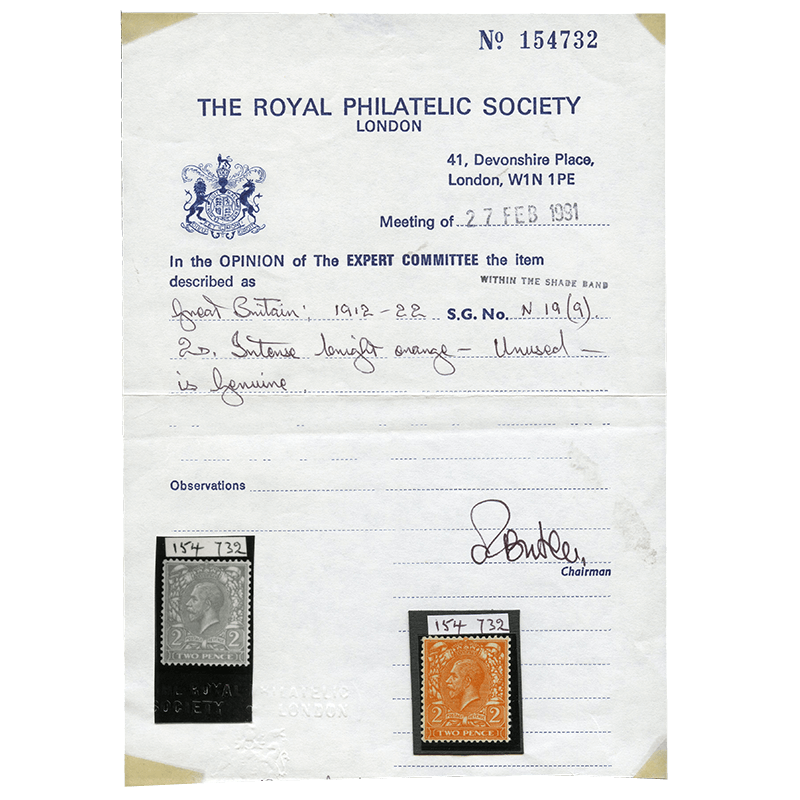 Nº 154732
THE ROYAL PHILATELIC SOCIETY
LONDON
41, Devonshire Place,
London, W1N 1PE
Meeting of 27 FEB 1991
In the OPINION of The EXPERT COMMITTEE the item
described as
WITHIN THE SHADE BAND
Great Britain; 1912-22 S.G. No. N 19(9).
2D. Intense bright orange – Unused –
is Genuine.
Observations
Chairman
154 732
2 2
TWO PENCE
ROYAL PHILATELIC
SOCIETY LONDON
154 732
2 2
TWO PENCE